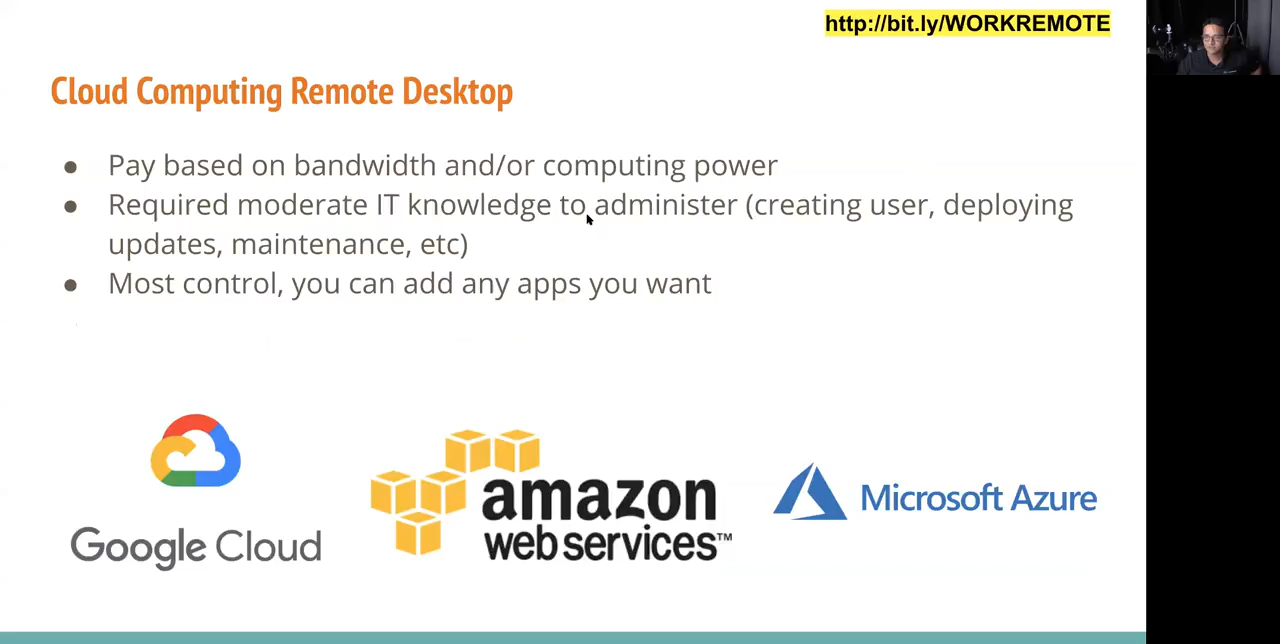 http://bit.ly/WORKREMOTE
Cloud Computing Remote Desktop
● Pay based on bandwidth and/or computing power
● Required moderate IT knowledge to administer (creating user, deploying
updates, maintenance, etc)
● Most control, you can add any apps you want
Google Cloud
amazon
web services™
Microsoft Azure